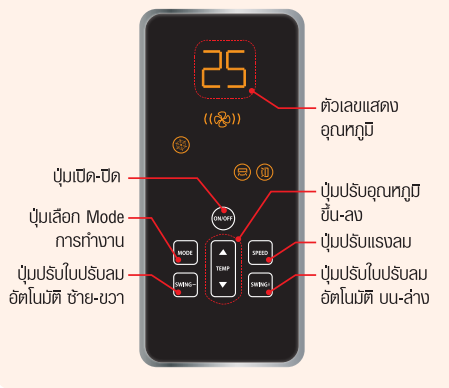 25
ตัวเลขแสดง
อุณหภูมิ
ปุ่มเปิด-ปิด
ON/OFF
ปุ่มปรับอุณหภูมิ
ขึ้น-ลง
ปุ่มเลือก Mode
การทำงาน
MODE
TEMP
SPEED
ปุ่มปรับแรงลม
ปุ่มปรับใบปรับลม
อัตโนมัติ ซ้าย-ขวา
SWING-
SWING+
ปุ่มปรับใบปรับลม
อัตโนมัติ บน-ล่าง